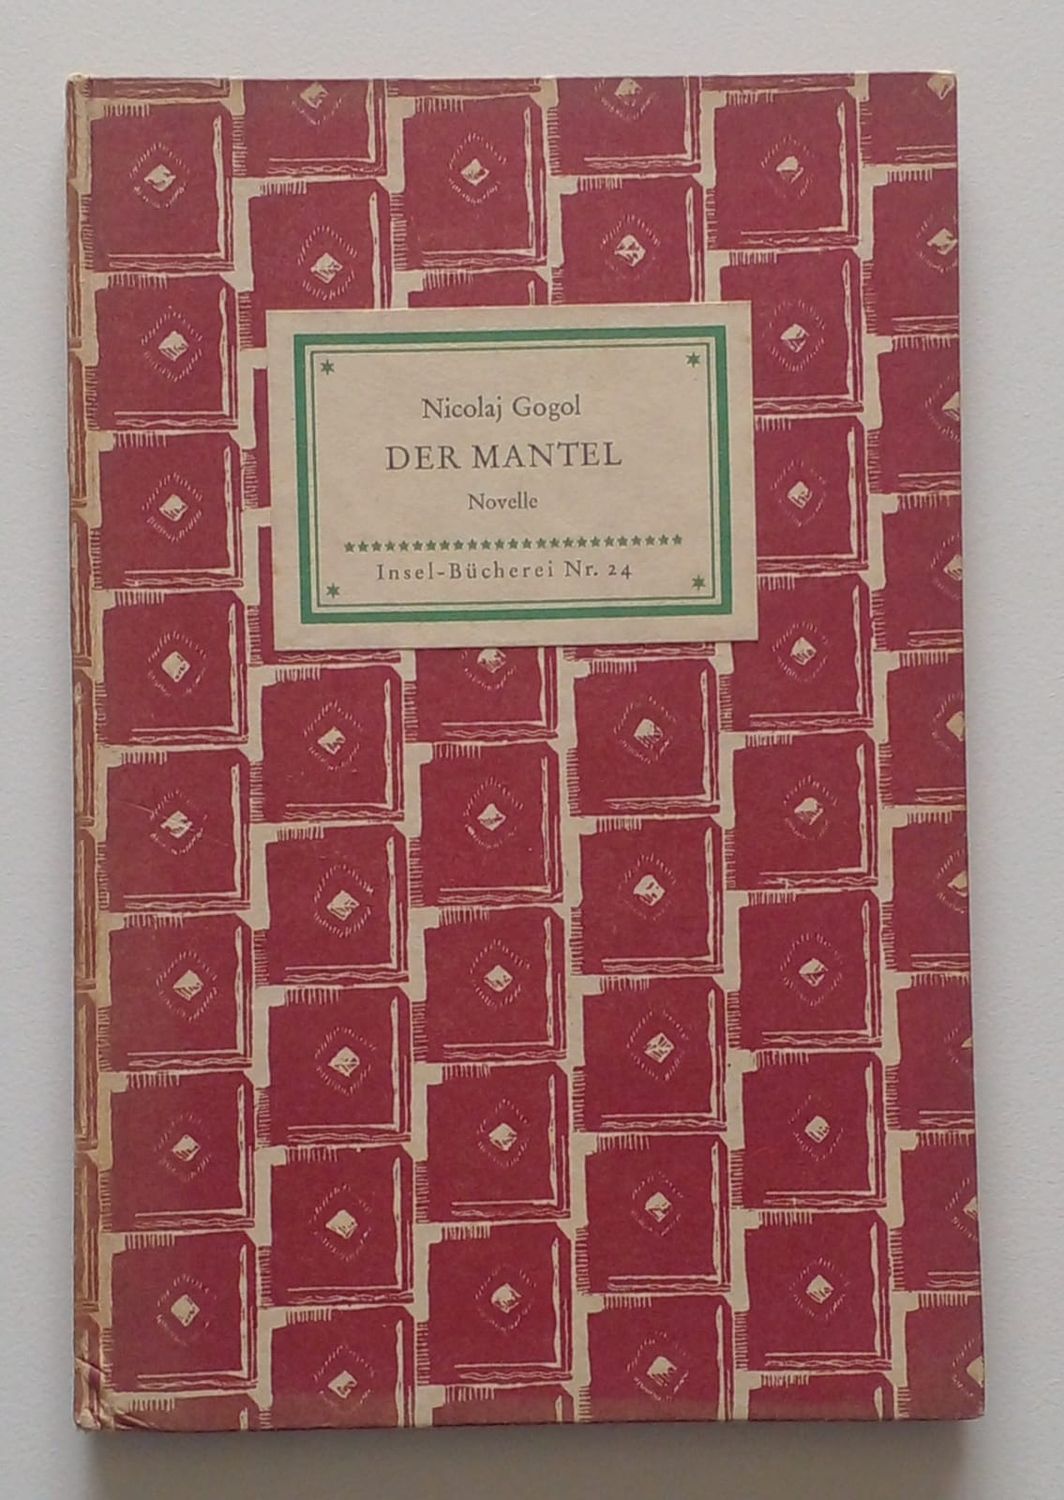 Nicolaj Gogol
DER MANTEL
Novelle
Insel-Bücherei Nr. 24